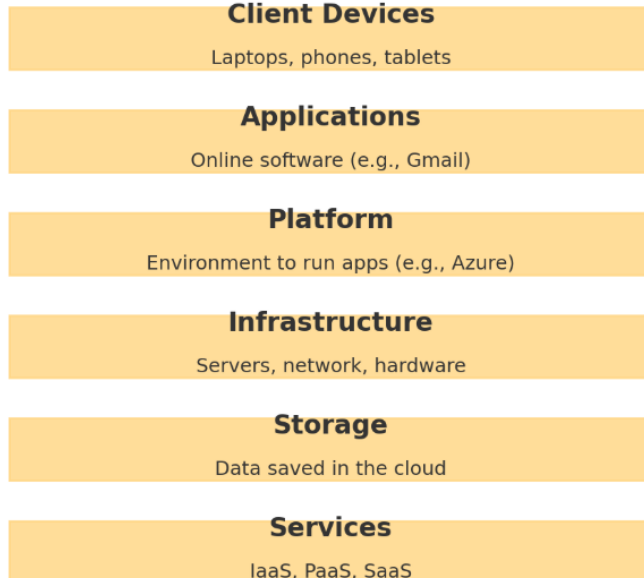 Client Devices
Laptops, phones, tablets
Applications
Online software (e.g., Gmail)
Platform
Environment to run apps (e.g., Azure)
Infrastructure
Servers, network, hardware
Storage
Data saved in the cloud
Services
IaaS, PaaS, SaaS